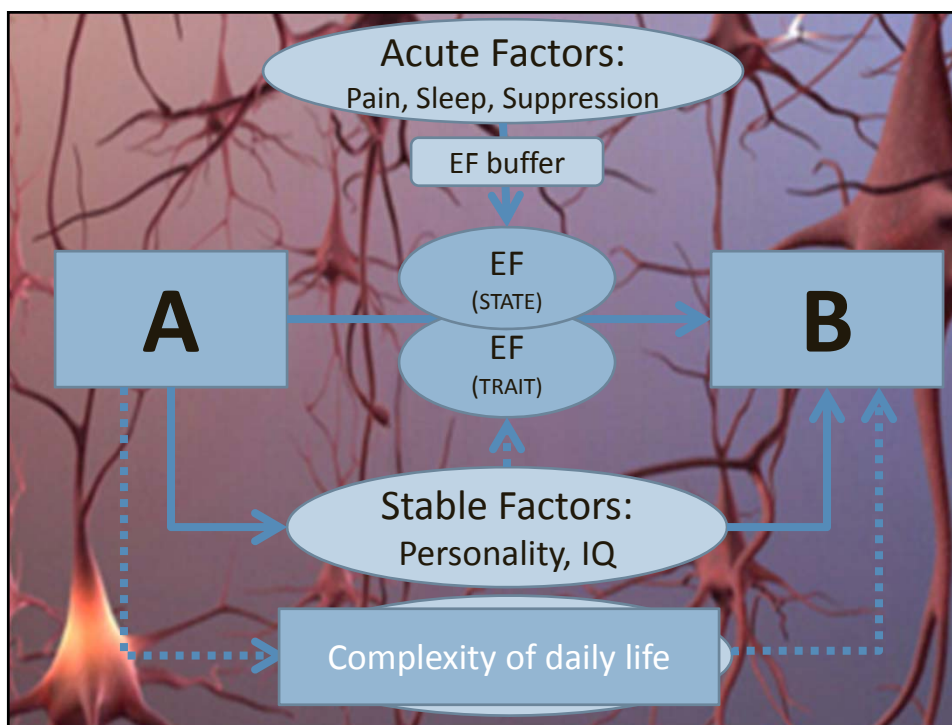 Acute Factors:
Pain, Sleep, Suppression
EF buffer
EF
(STATE)
A
B
EF
(TRAIT)
Stable Factors:
Personality, IQ
Complexity of daily life